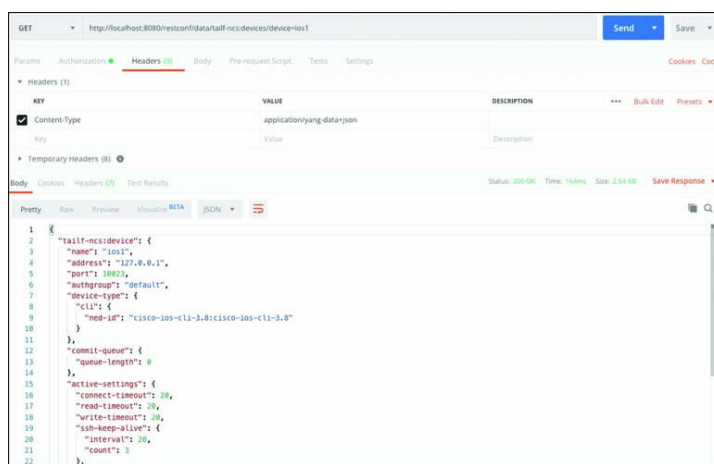 GET http://localhost:8080/restconf/data/tailf-ncs:devices/device=ios1 Send Save
Params Authorization Headers (9) Body Pre-request Script Tests Settings Cookies Cod
Headers (1)
KEY VALUE DESCRIPTION ••• Bulk Edit Presets
Content-Type application/yang-data+json
Key Value Description
Temporary Headers (8)
Body Cookies Headers (7) Test Results Status: 200 OK Time: 164ms Size: 2.54 KB Save Response
Pretty Raw Preview Visualize BETA JSON
1 {
2 "tailf-ncs:device": {
3 "name": "ios1",
4 "address": "127.0.0.1",
5 "port": 10023,
6 "authgroup": "default",
7 "device-type": {
8 "cli": {
9 "ned-id": "cisco-ios-cli-3.8:cisco-ios-cli-3.8"
10 }
11 },
12 "commit-queue": {
13 "queue-length": 0
14 },
15 "active-settings": {
16 "connect-timeout": 20,
17 "read-timeout": 20,
18 "write-timeout": 20,
19 "ssh-keep-alive": {
20 "interval": 20,
21 "count": 3
22 },